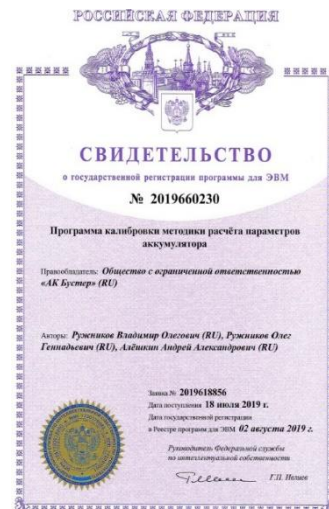 РОССИЙСКАЯ ФЕДЕРАЦИЯ
СВИДЕТЕЛЬСТВО
о государственной регистрации программы для ЭВМ
№ 2019660230
Программа калибровки методики расчёта параметров
аккумулятора
Правообладатель: Общество с ограниченной ответственностью
«АК Бустер» (RU)
Авторы: Ружников Владимир Олегович (RU), Ружников Олег
Геннадьевич (RU), Алёшкин Андрей Александрович (RU)
Заявка № 2019618856
Дата поступления 18 июля 2019 г.
Дата государственной регистрации
в Реестре программ для ЭВМ 02 августа 2019 г.
Руководитель Федеральной службы
по интеллектуальной собственности
Г.П. Ивлиев